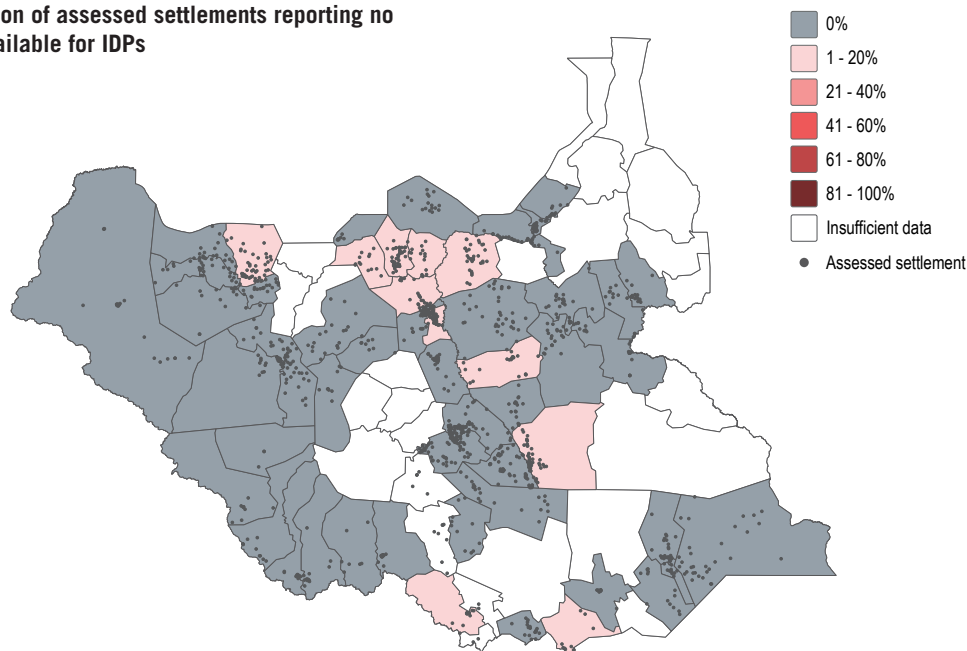 on of assessed settlements reporting no
ailable for IDPs
0%
1 - 20%
21 - 40%
41 - 60%
61 - 80%
81 - 100%
Insufficient data
Assessed settlement